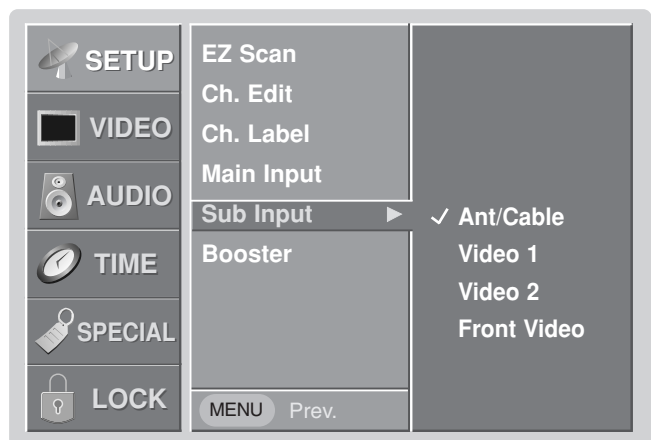 SETUP
VIDEO
AUDIO
TIME
SPECIAL
LOCK
EZ Scan
Ch. Edit
Ch. Label
Main Input
Sub Input ►
Booster
MENU Prev.
✓ Ant/Cable
Video 1
Video 2
Front Video